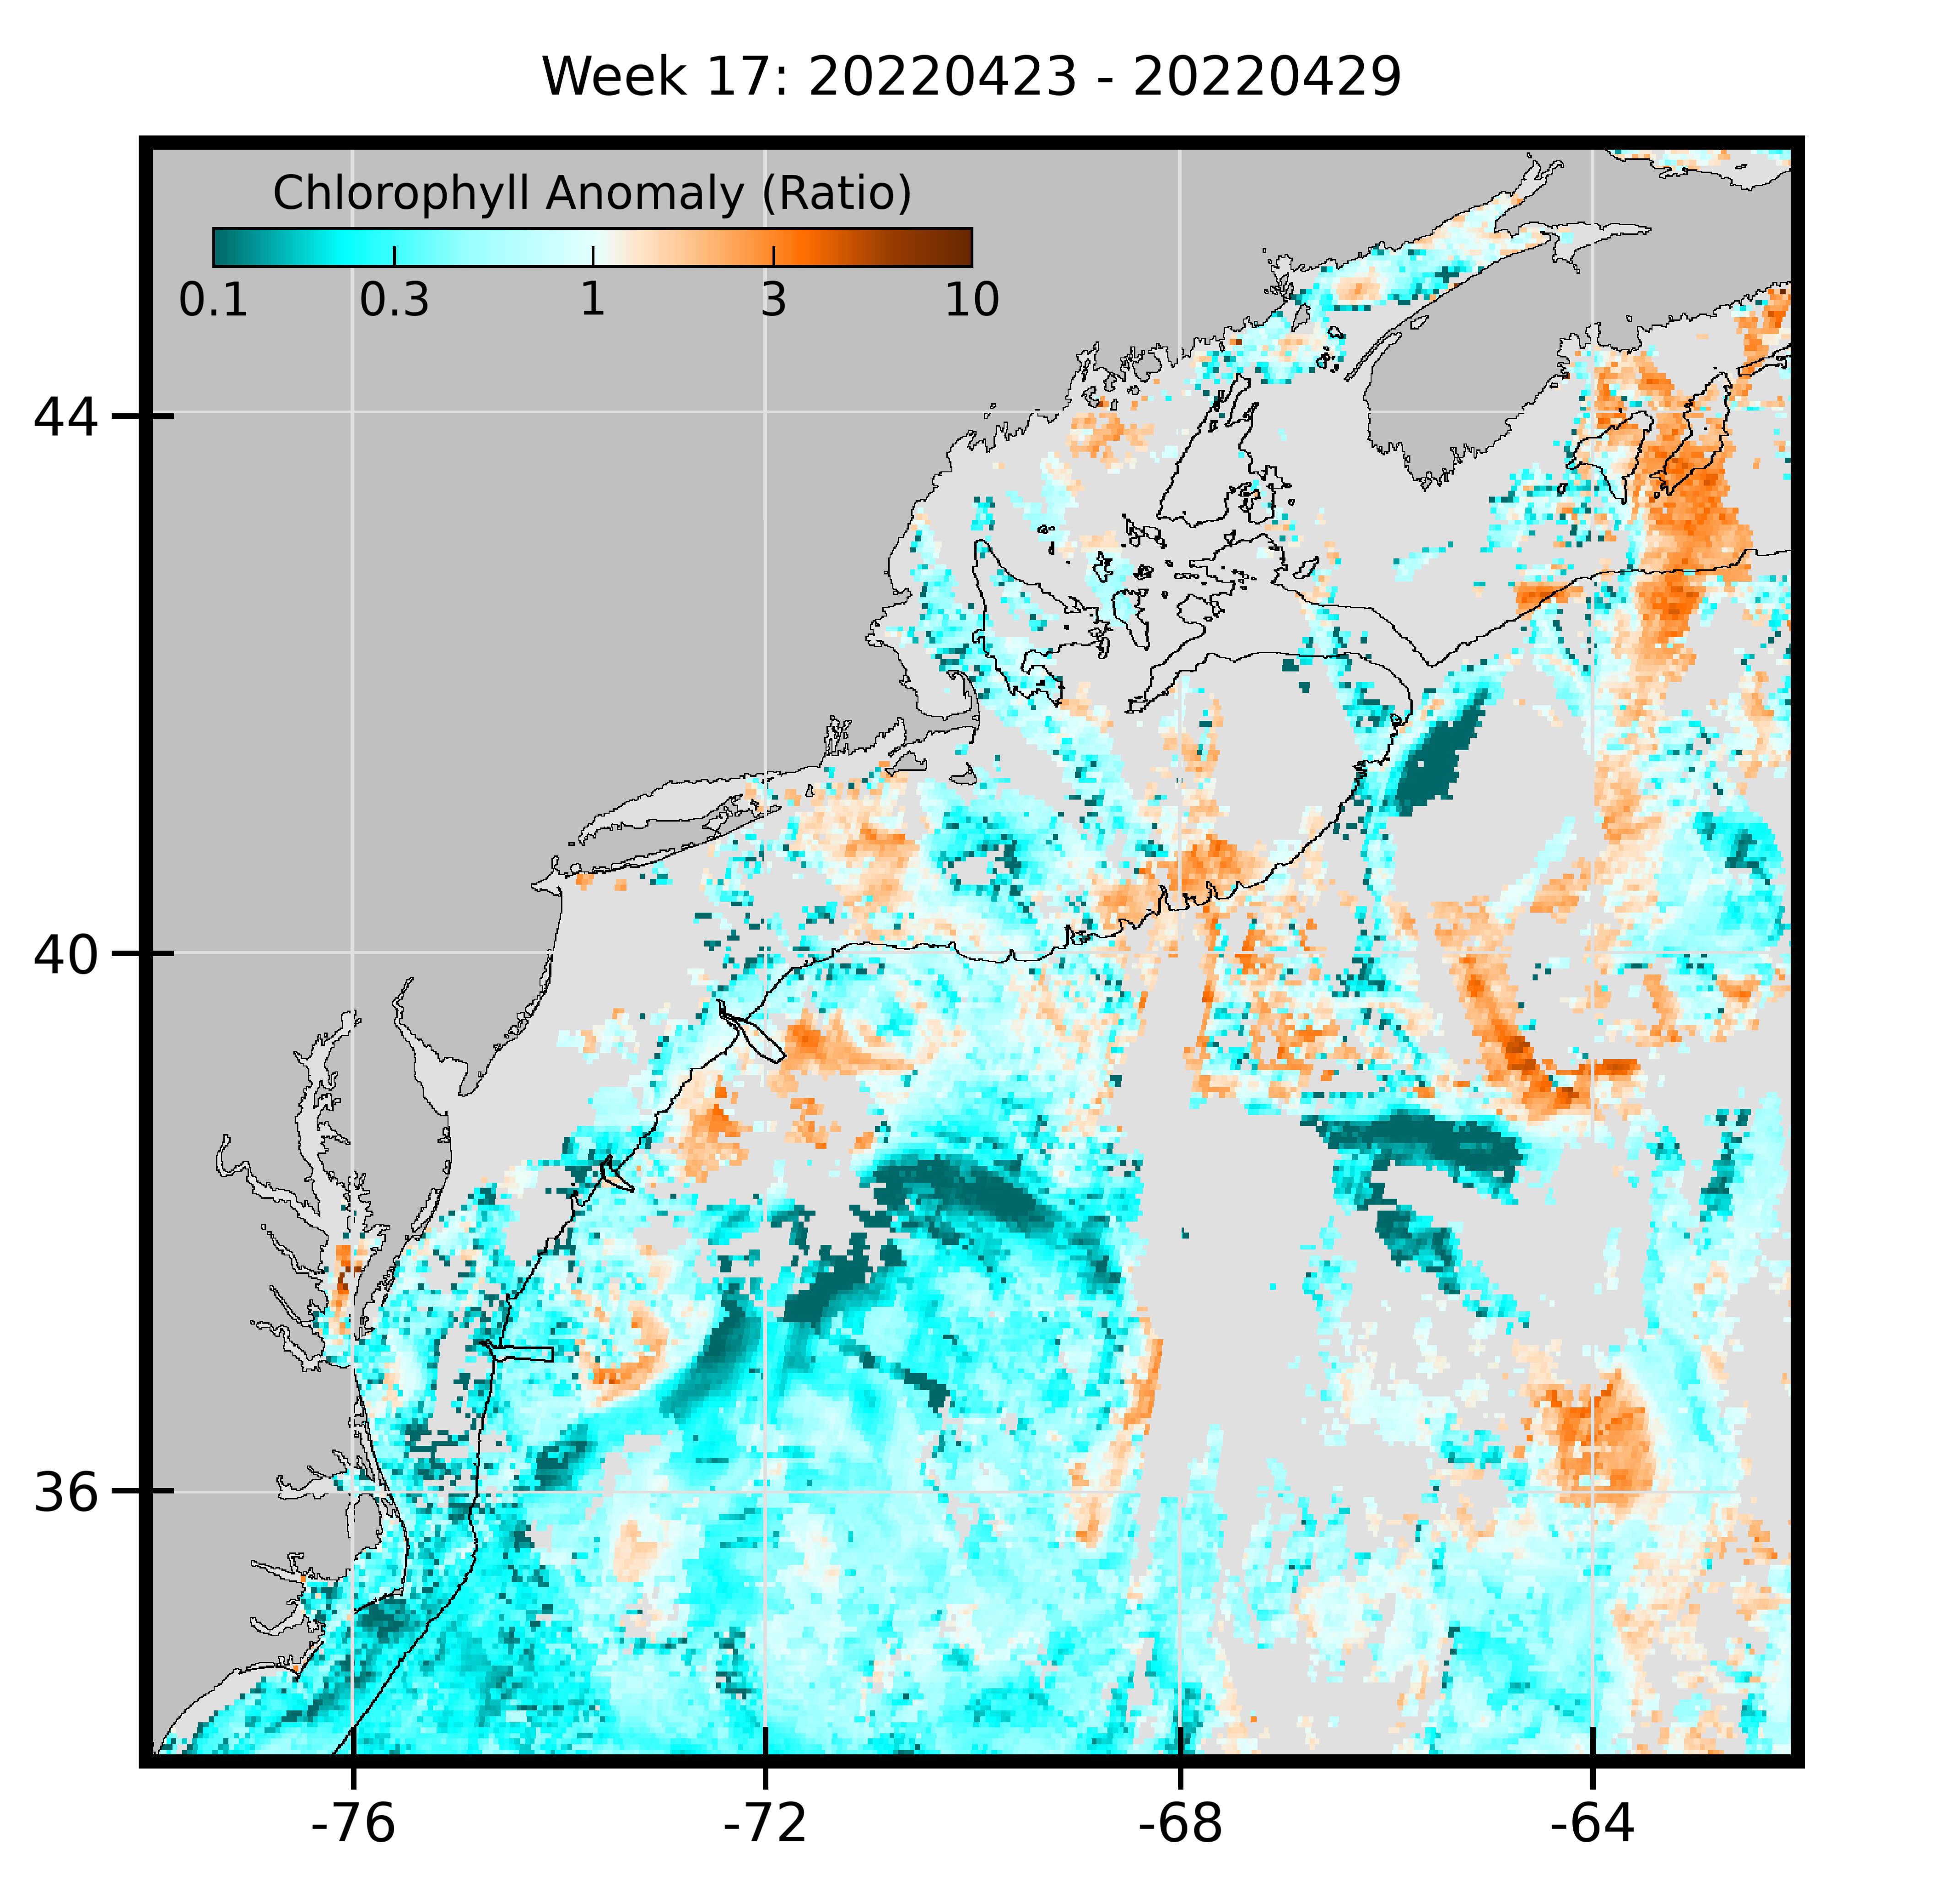 Week 17: 20220423 - 20220429
Chlorophyll Anomaly (Ratio)
0.1 0.3 1 3 10
44
40
36
-76 -72 -68 -64